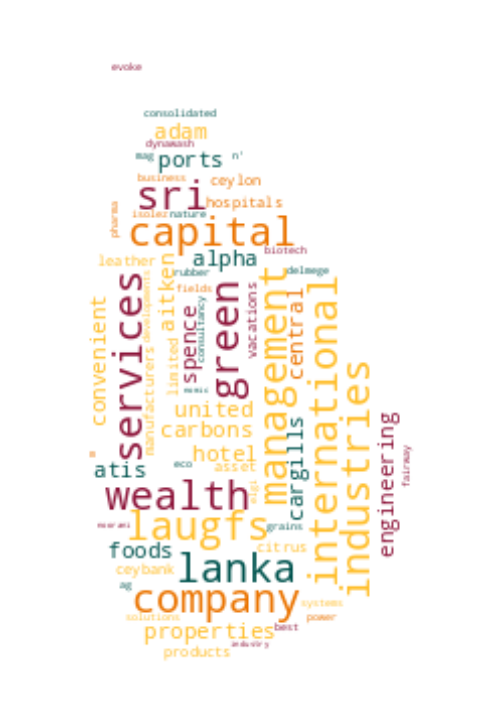 evoke
consolidated
adam
dynawash
mag ports n'
business ceylon
sri hospitals
pharma isolez nature
capital
biotech
leather alpha
rubber delmege
fields
convenient
services
developments
manufacturers
aitken
limited
spence
consultancy
green
vacations
management
central
international
industries
united
carbons
hotel
atis eco asset
cargills
engineering
fairway
wealth
laugfs grains
foods citrus
ceybank lanka
ag
company
solutions systems
power
properties best
industry
products